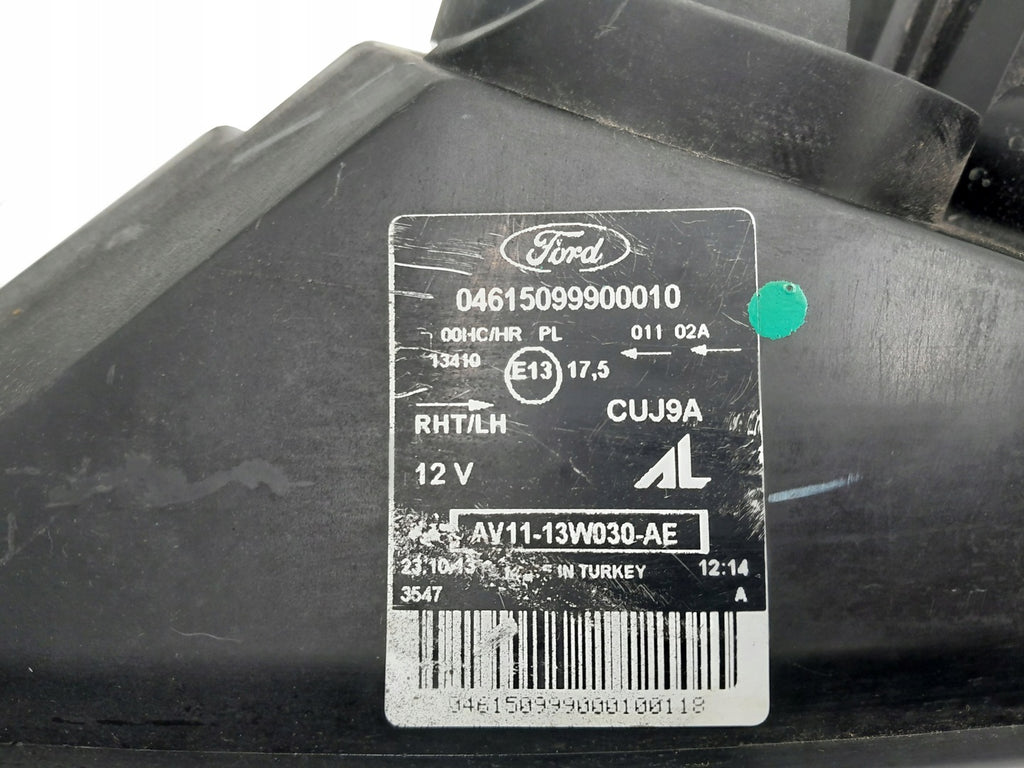 Ford
04615099900010
00HC/HR PL 011 02A
13410 E13 17,5
RHT/LH CUJ9A
12 V AL
AV11-13W030-AE
23.10/13 IN TURKEY 12:14
3547 A
0461509990000100118